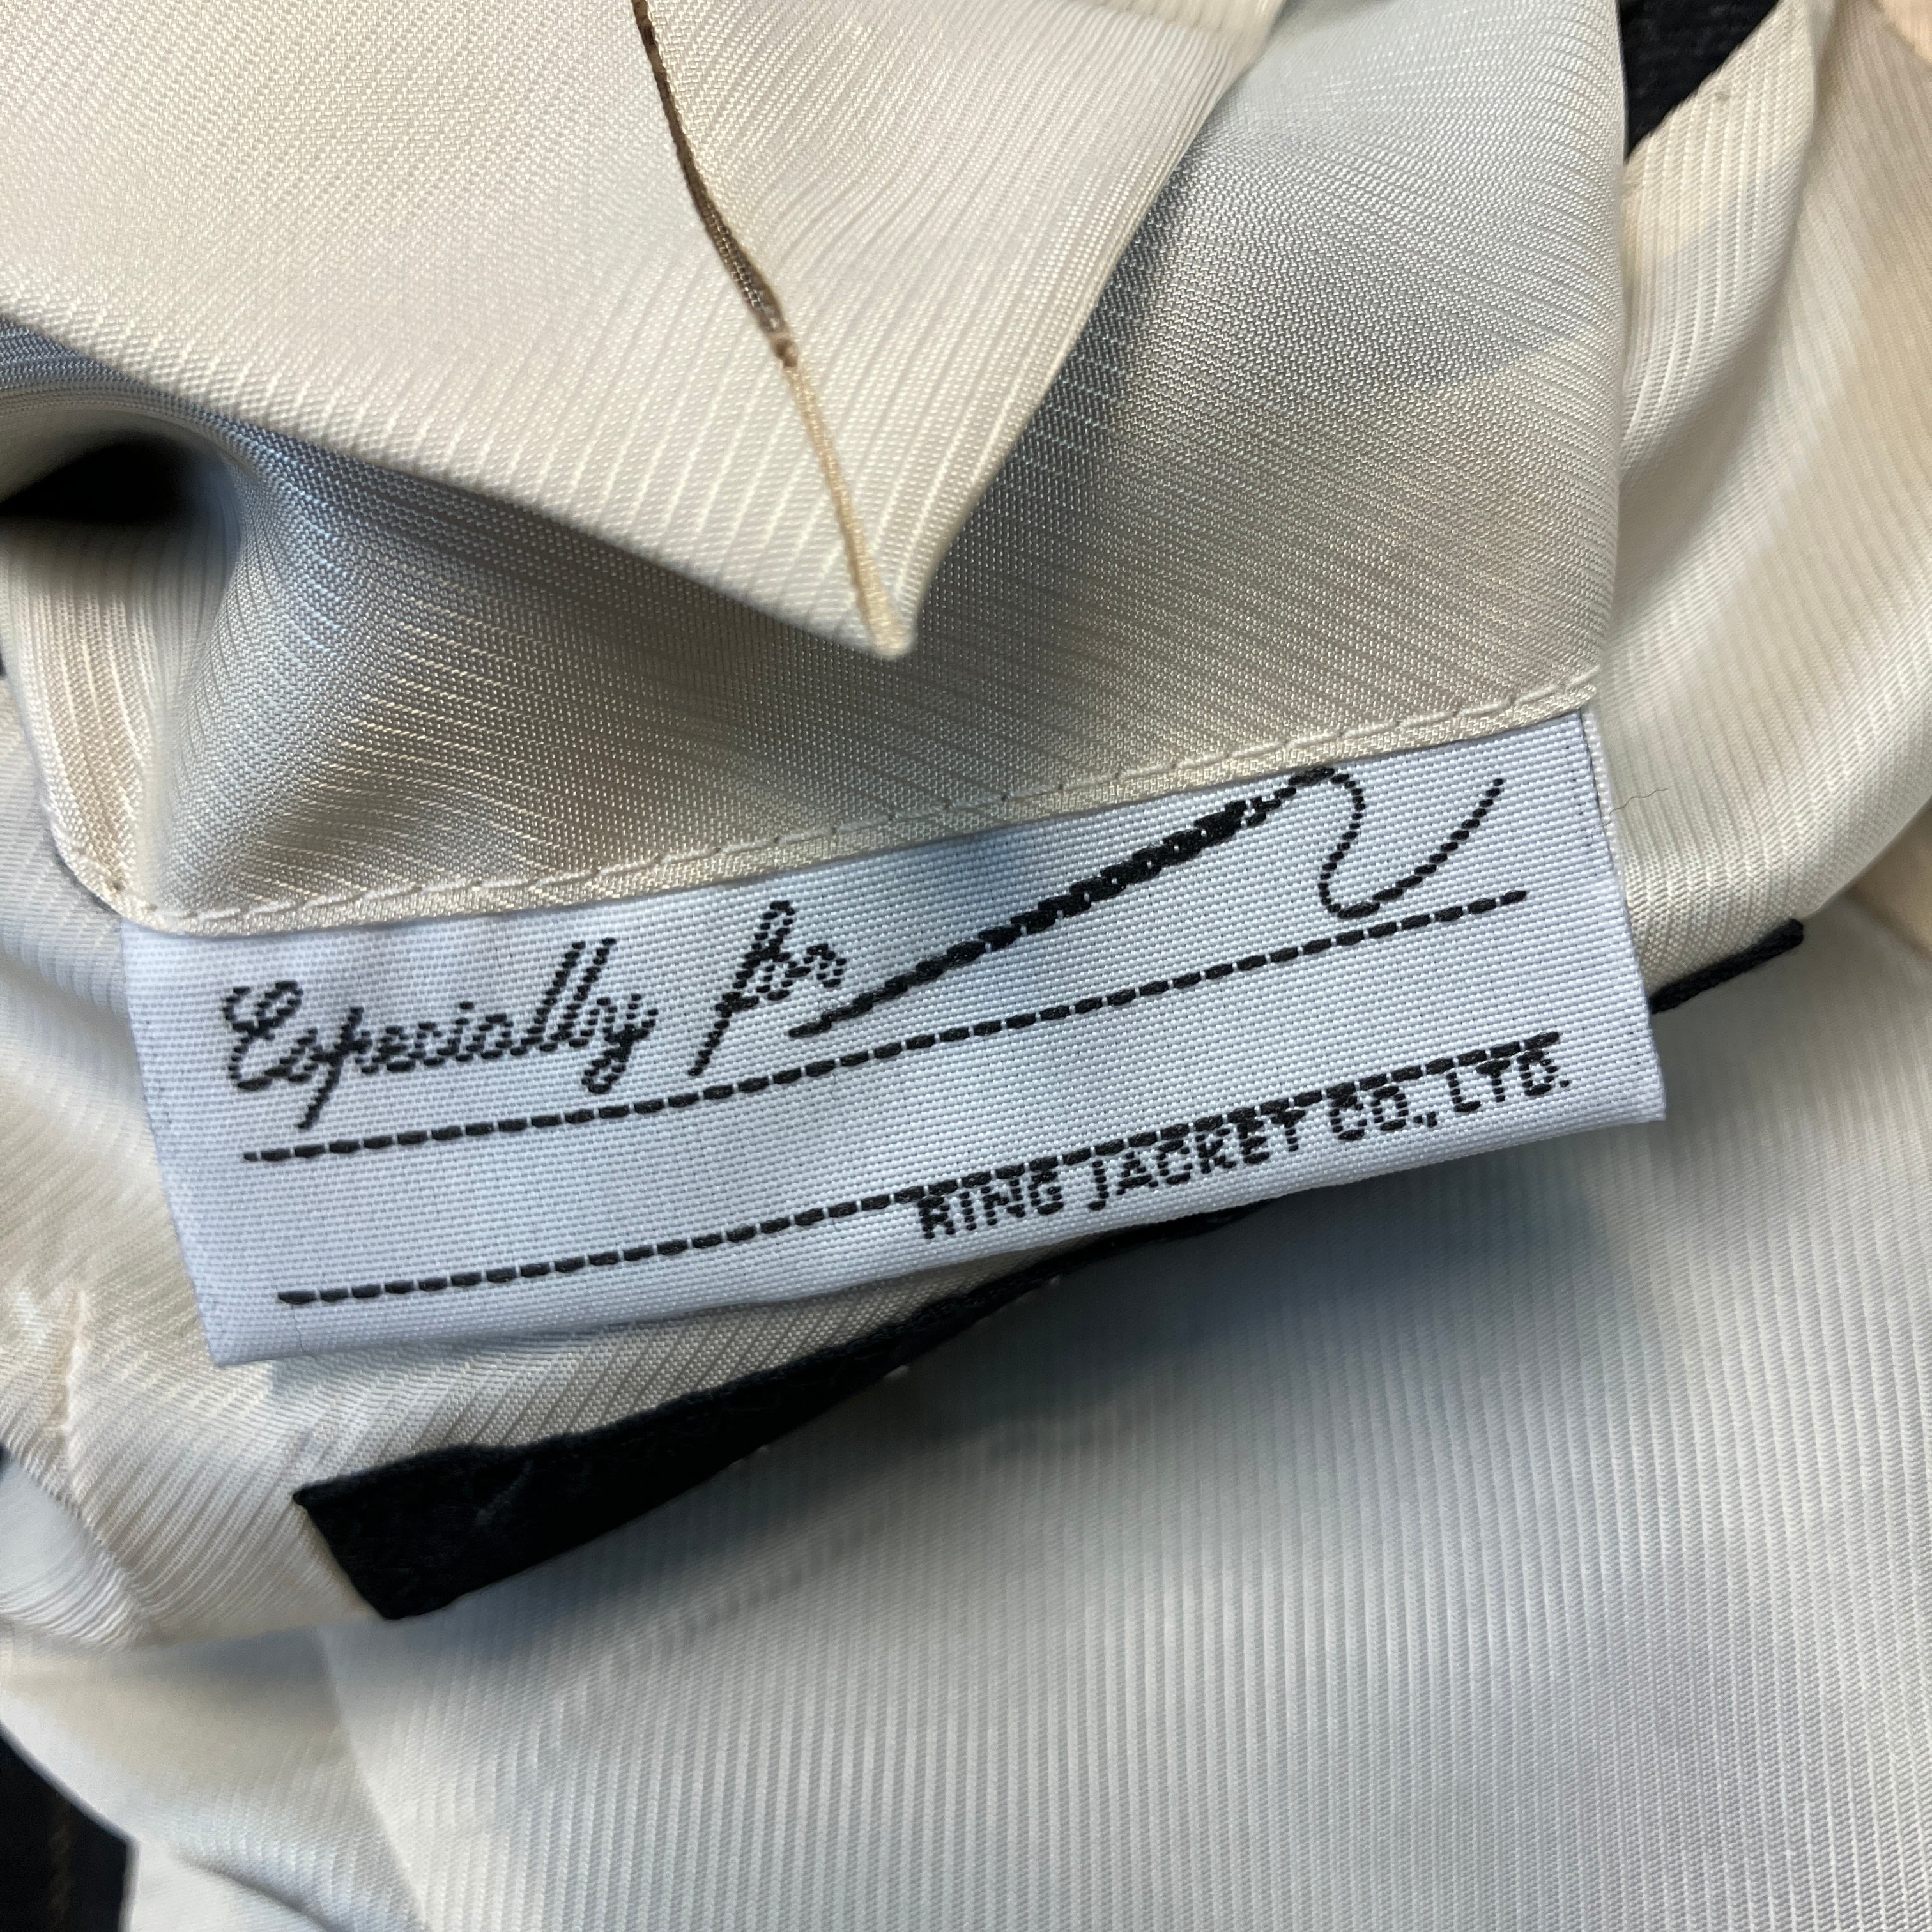 Especially for
RING JACKET CO., LTD.